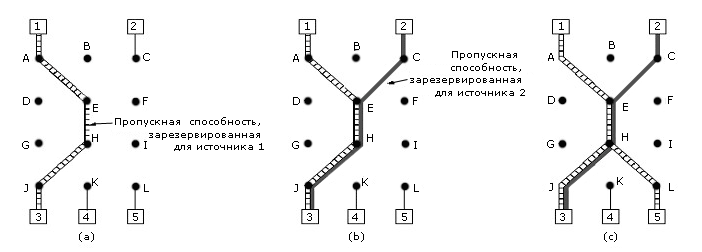 1 2
A B C
D E F
G H I
J K L
3 4 5
Пропускная способность,
зарезервированная
для источника 1
(a)
1 2
A B C
D E F
G H I
J K L
3 4 5
Пропускная
способность,
зарезервированная
для источника 2
(b)
1 2
A B C
D E F
G H I
J K L
3 4 5
(c)